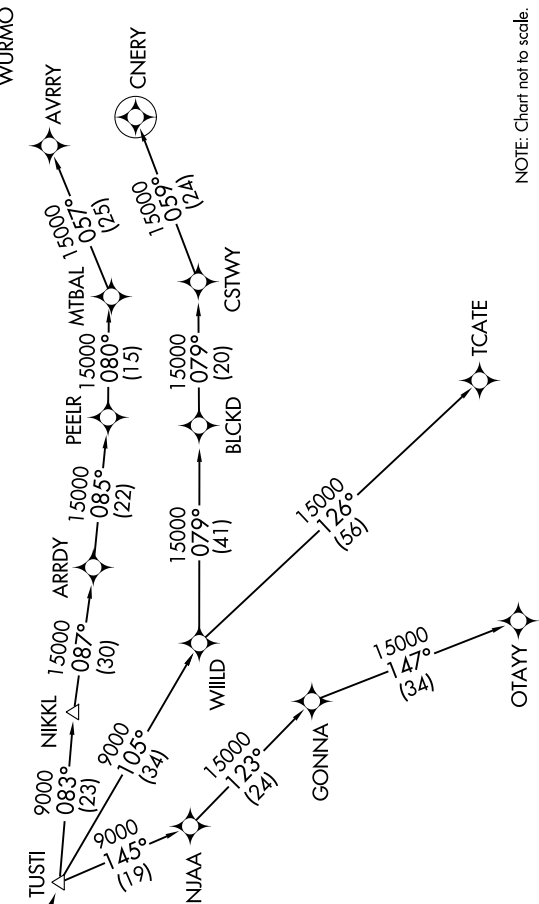 WURMO
AVRRY
CNERY
15000
057°
(25)
15000
059°
(24)
MTBAL
CSTWY
15000
080°
(15)
15000
079°
(20)
PEELR
BLCKD
TCATE
15000
085°
(22)
15000
079°
(41)
15000
126°
(56)
ARRDY
15000
087°
(30)
WIILD
15000
147°
(34)
OTAYY
NIKKL
9000
083°
(23)
9000
105°
(34)
15000
123°
(24)
GONNA
TUSTI
9000
145°
(19)
NJAA
NOTE: Chart not to scale.